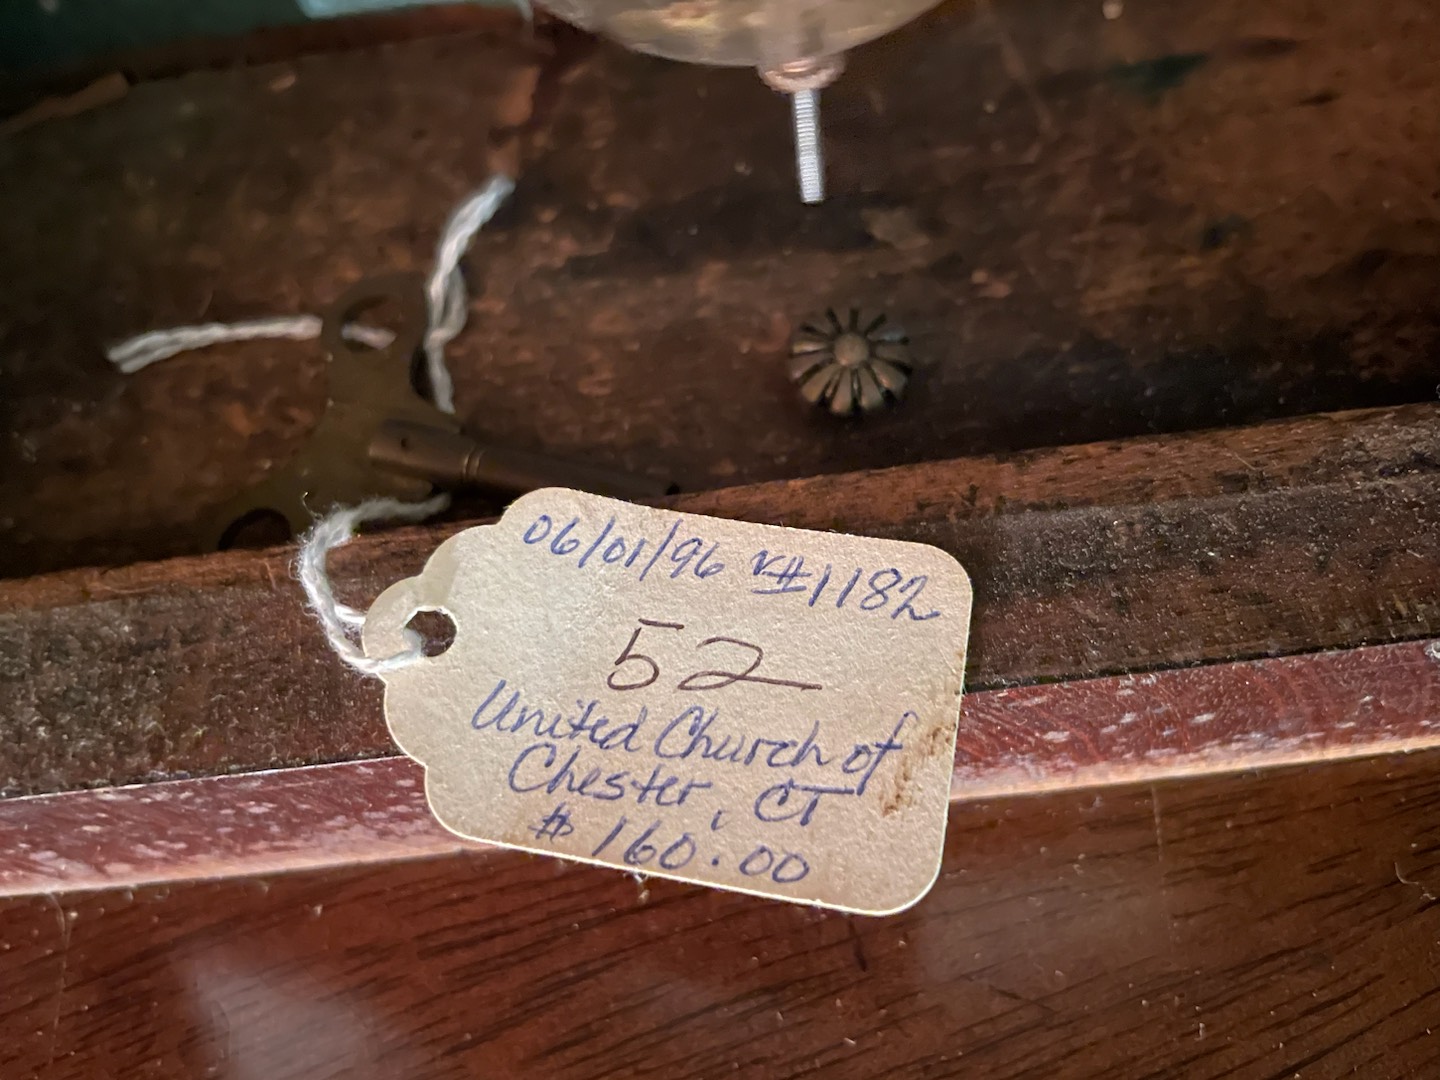 06/01/96 v#1182
52
United Church of
Chester, CT
$160.00